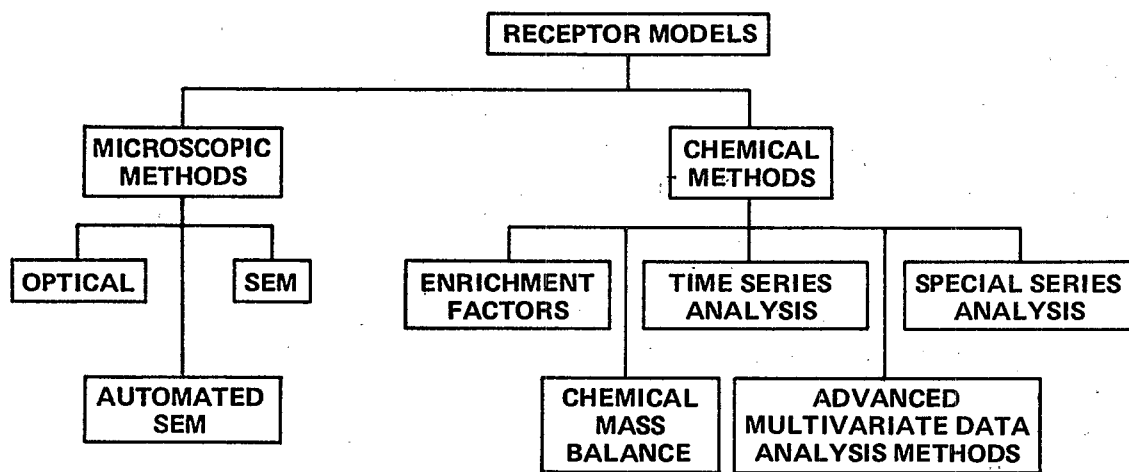 RECEPTOR MODELS
MICROSCOPIC
METHODS
CHEMICAL
METHODS
OPTICAL
SEM
ENRICHMENT
FACTORS
TIME SERIES
ANALYSIS
SPECIAL SERIES
ANALYSIS
AUTOMATED
SEM
CHEMICAL
MASS
BALANCE
ADVANCED
MULTIVARIATE DATA
ANALYSIS METHODS